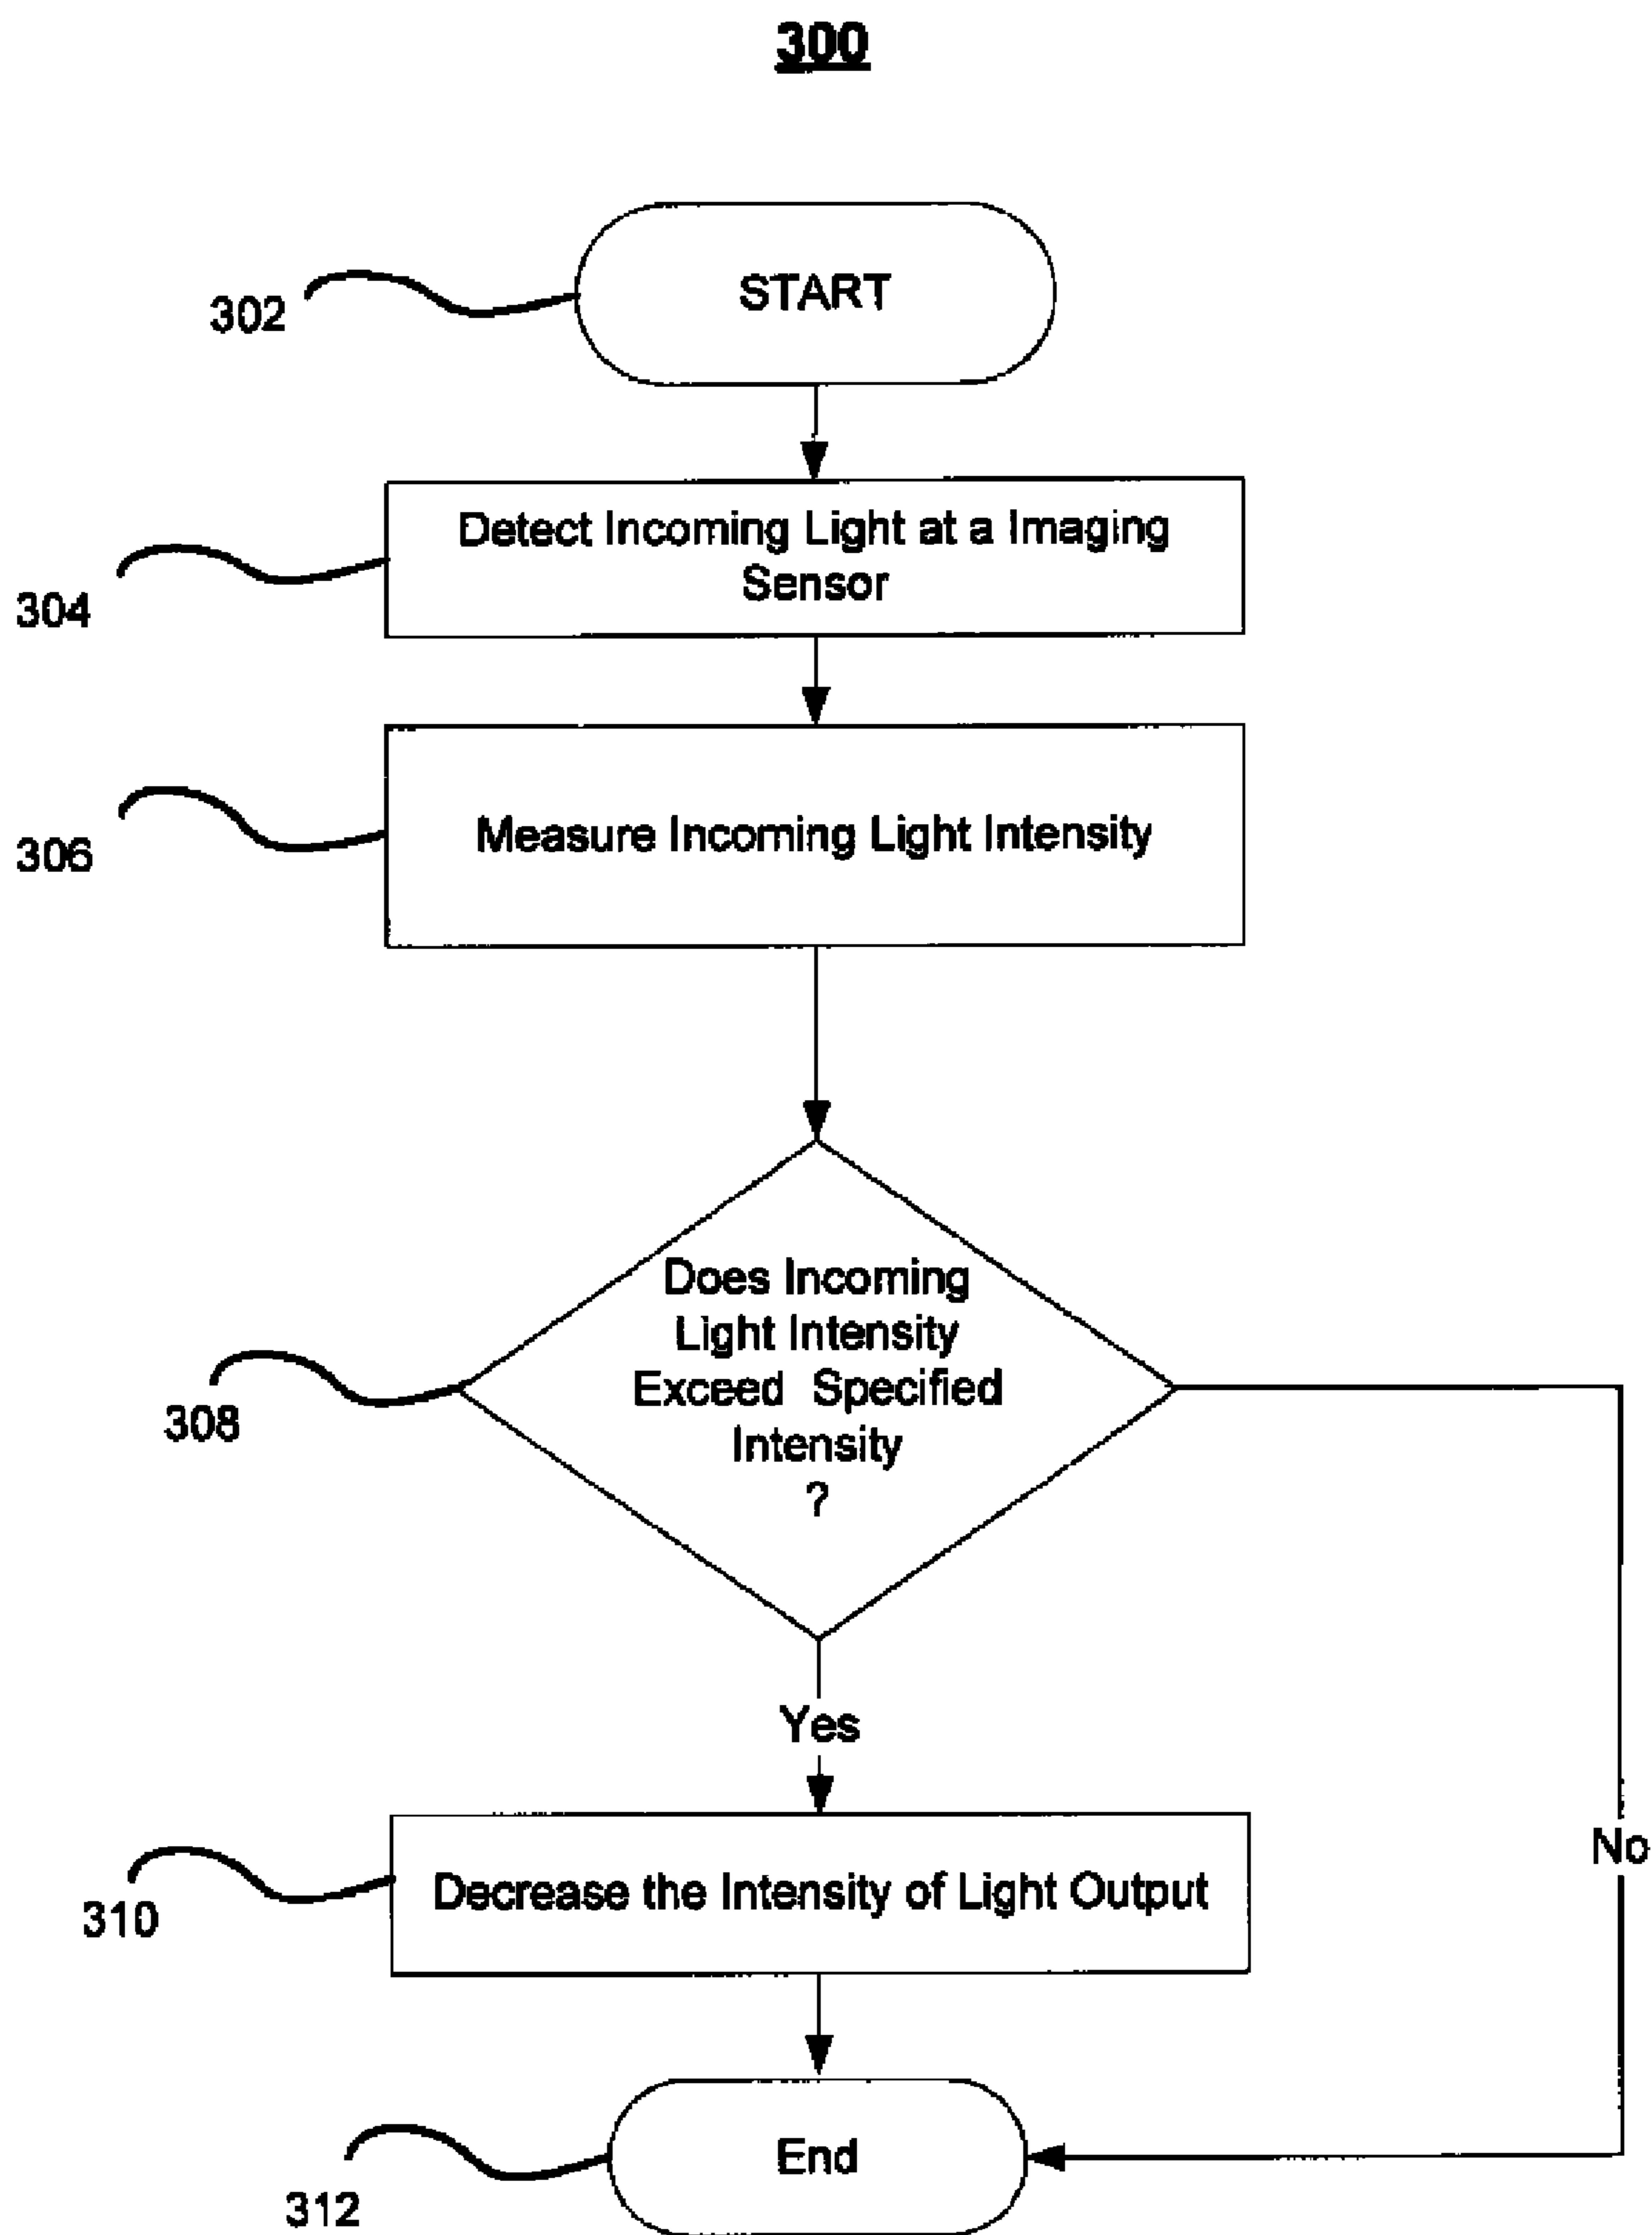 300
START
302
Detect Incoming Light at a Imaging
Sensor
304
Measure Incoming Light Intensity
306
Does Incoming
Light Intensity
Exceed Specified
Intensity
?
308
Yes
No
Decrease the Intensity of Light Output
310
End
312